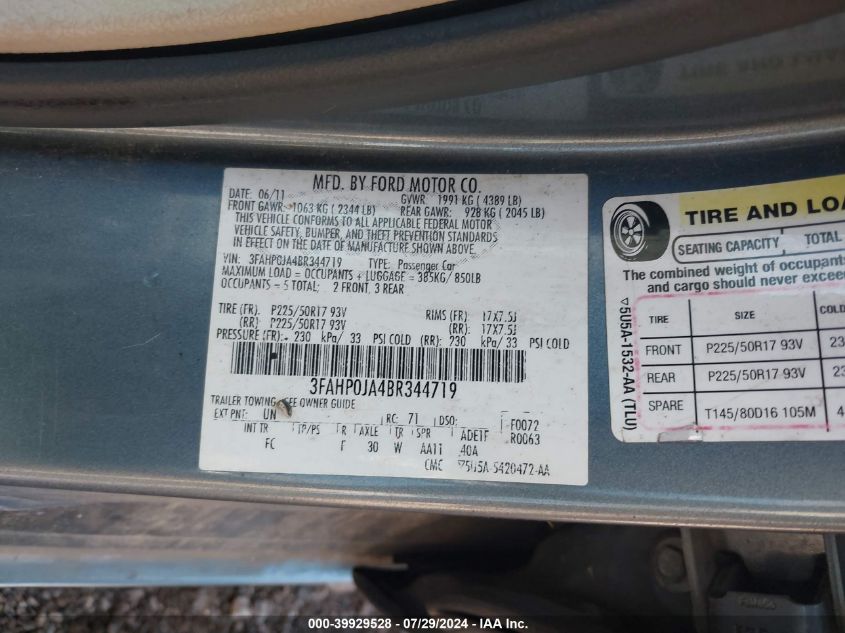 MFD. BY FORD MOTOR CO.
DATE: 06/11 GVWR: 1991 KG ( 4389 LB)
FRONT GAWR: 1063 KG ( 2344 LB) REAR GAWR: 928 KG ( 2045 LB)
THIS VEHICLE CONFORMS TO ALL APPLICABLE FEDERAL MOTOR
VEHICLE SAFETY, BUMPER, AND THEFT PREVENTION STANDARDS
IN EFFECT ON THE DATE OF MANUFACTURE SHOWN ABOVE.
VIN: 3FAHP0JA4BR344719 TYPE: Passenger Car
MAXIMUM LOAD = OCCUPANTS + LUGGAGE = 385KG/ 850LB
OCCUPANTS = 5 TOTAL; 2 FRONT, 3 REAR
TIRE (FR): P225/50R17 93V RIMS (FR): 17X7.5J
(RR): P225/50R17 93V (RR): 17X7.5J
PRESSURE (FR): 230 kPa/ 33 PSI COLD (RR): 230 kPa/ 33 PSI COLD
3FAHP0JA4BR344719
TRAILER TOWING - SEE OWNER GUIDE
EXT PNT: UN RC: 71 DSO: F0072
INT TR TP/PS R AXLE TR SPR ADETF R0063
FC F 30 W AA11 40A
CMC 5U5A-5420472-AA
TIRE AND LOA
SEATING CAPACITY TOTAL
The combined weight of occupants
and cargo should never exceed
5U5A-1532-AA (TLU)
TIRE SIZE COLD
FRONT P225/50R17 93V 23
REAR P225/50R17 93V 23
SPARE T145/80D16 105M 4
000-39929528 - 07/29/2024 - IAAI.com